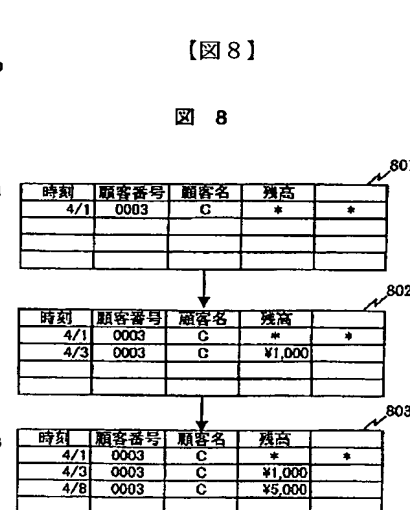 【図8】
図 8
801
時刻 顧客番号 顧客名 残高
4/1 0003 C * *
802
時刻 顧客番号 顧客名 残高
4/1 0003 C * *
4/3 0003 C ¥1,000
803
時刻 顧客番号 顧客名 残高
4/1 0003 C * *
4/3 0003 C ¥1,000
4/8 0003 C ¥5,000